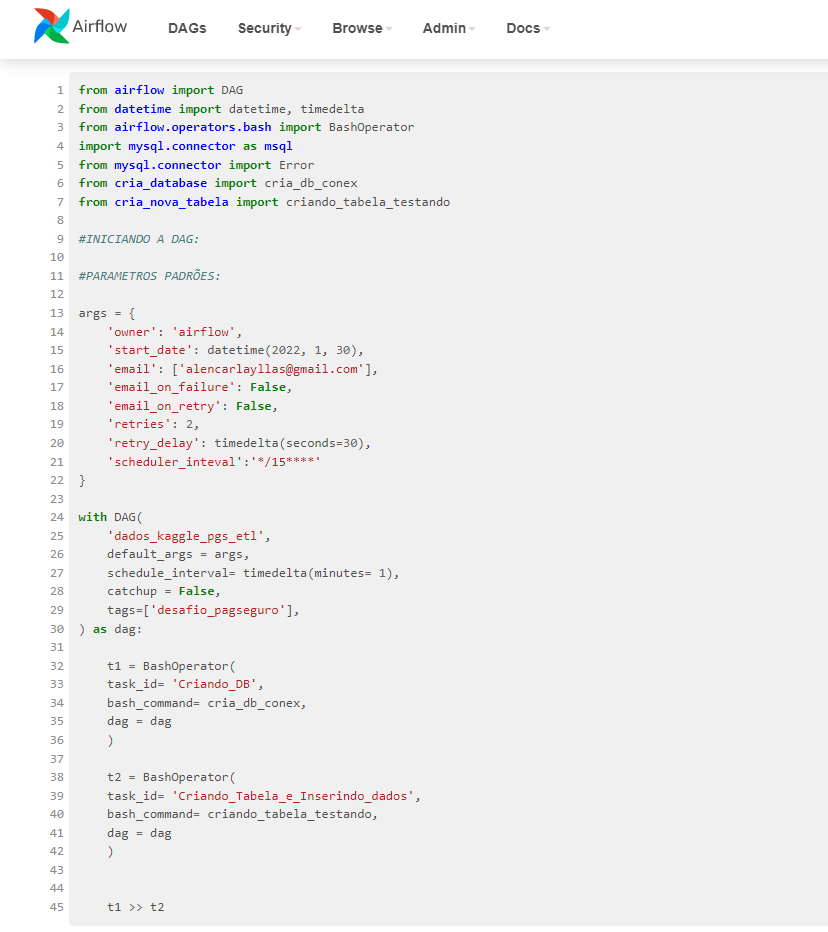 Airflow DAGs Security Browse Admin Docs
1 from airflow import DAG
2 from datetime import datetime, timedelta
3 from airflow.operators.bash import BashOperator
4 import mysql.connector as msql
5 from mysql.connector import Error
6 from cria_database import cria_db_conex
7 from cria_nova_tabela import criando_tabela_testando
8
9 #INICIANDO A DAG:
10
11 #PARAMETROS PADRÕES:
12
13 args = {
14     'owner': 'airflow',
15     'start_date': datetime(2022, 1, 30),
16     'email': ['alencarlayllas@gmail.com'],
17     'email_on_failure': False,
18     'email_on_retry': False,
19     'retries': 2,
20     'retry_delay': timedelta(seconds=30),
21     'scheduler_inteval':'*/15****'
22 }
23
24 with DAG(
25     'dados_kaggle_pgs_etl',
26     default_args = args,
27     schedule_interval= timedelta(minutes= 1),
28     catchup = False,
29     tags=['desafio_pagseguro'],
30 ) as dag:
31
32     t1 = BashOperator(
33     task_id= 'Criando_DB',
34     bash_command= cria_db_conex,
35     dag = dag
36     )
37
38     t2 = BashOperator(
39     task_id= 'Criando_Tabela_e_Inserindo_dados',
40     bash_command= criando_tabela_testando,
41     dag = dag
42     )
43
44
45     t1 >> t2